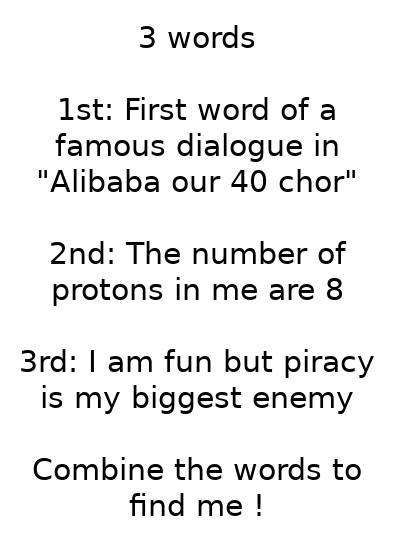 3 words
1st: First word of a
famous dialogue in
"Alibaba our 40 chor"
2nd: The number of
protons in me are 8
3rd: I am fun but piracy
is my biggest enemy
Combine the words to
find me !